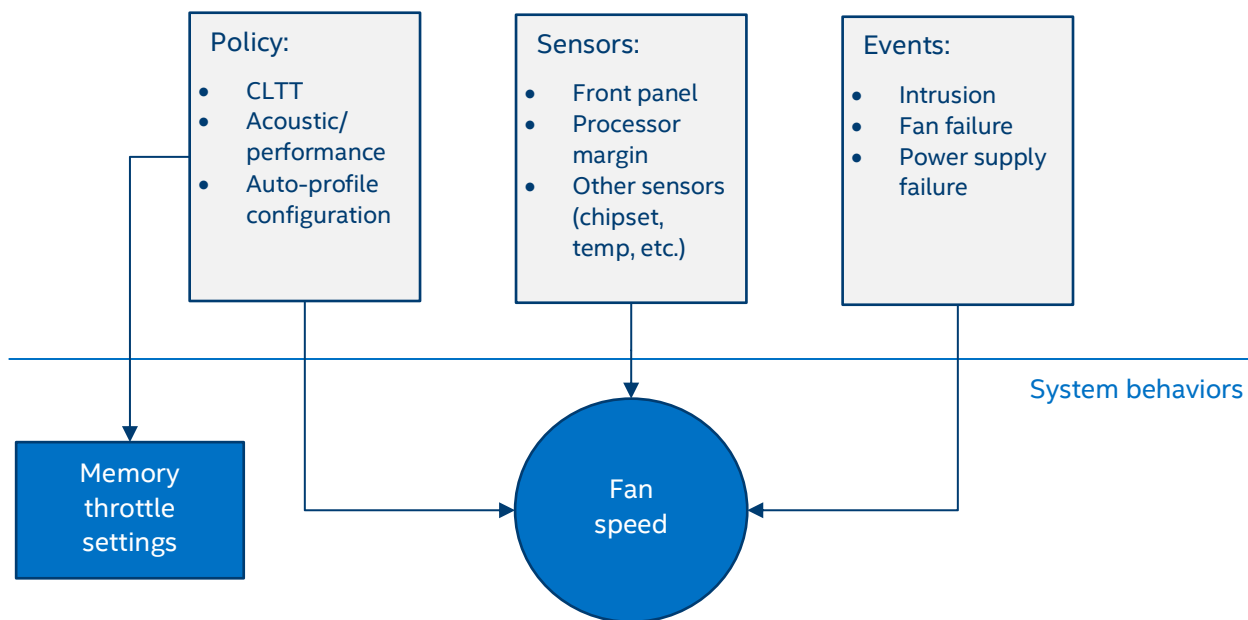 Policy:
• CLTT
• Acoustic/
performance
• Auto-profile
configuration
Sensors:
• Front panel
• Processor
margin
• Other sensors
(chipset,
temp, etc.)
Events:
• Intrusion
• Fan failure
• Power supply
failure
System behaviors
Memory
throttle
settings
Fan
speed